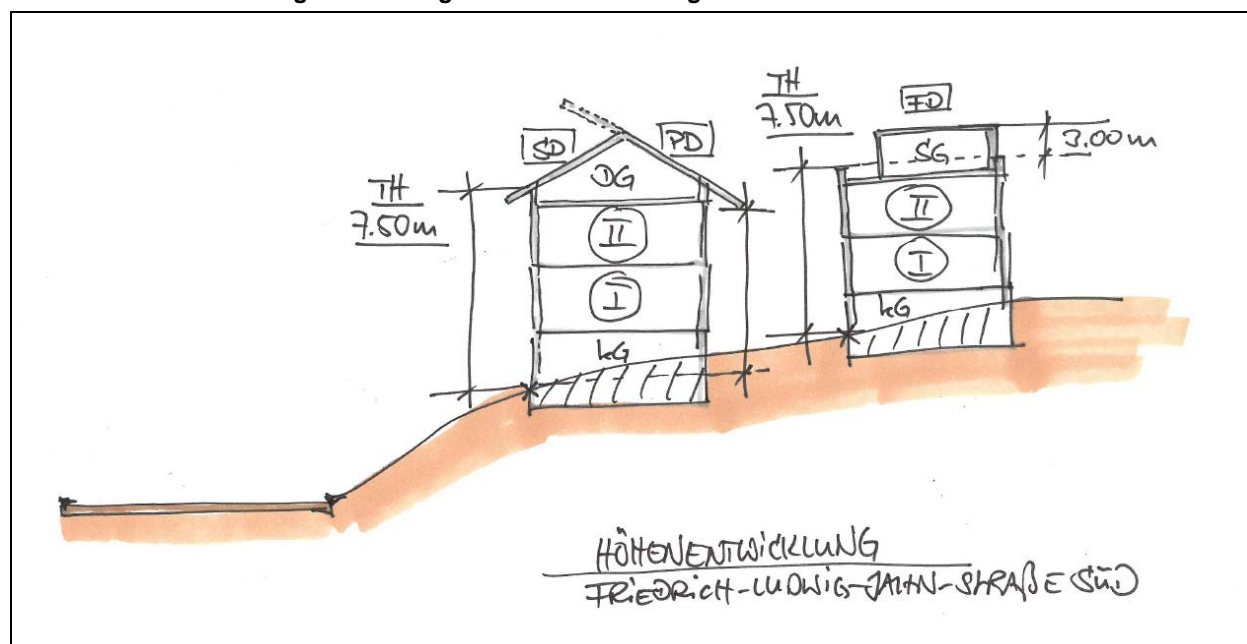 TH
7.50m
SD
PD
DG
II
I
KG
TH
7.50m
FD
3.00m
SG
II
I
KG
HÖHENENTWICKLUNG
FRIEDRICH-LUDWIG-JAHN-STRAßE SÜD